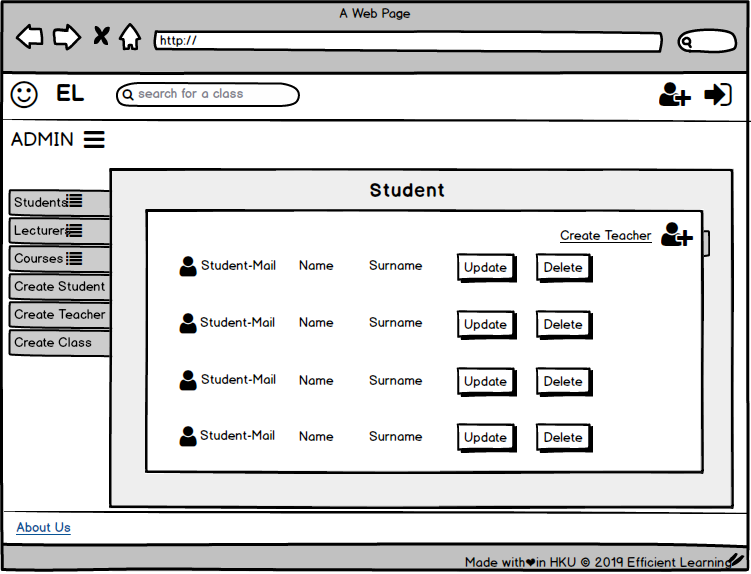 A Web Page
http://
EL
search for a class
ADMIN
Students
Lecturers
Courses
Create Student
Create Teacher
Create Class
Student
Create Teacher
Student-Mail Name Surname Update Delete
Student-Mail Name Surname Update Delete
Student-Mail Name Surname Update Delete
Student-Mail Name Surname Update Delete
About Us
Made with❤in HKU © 2019 Efficient Learning